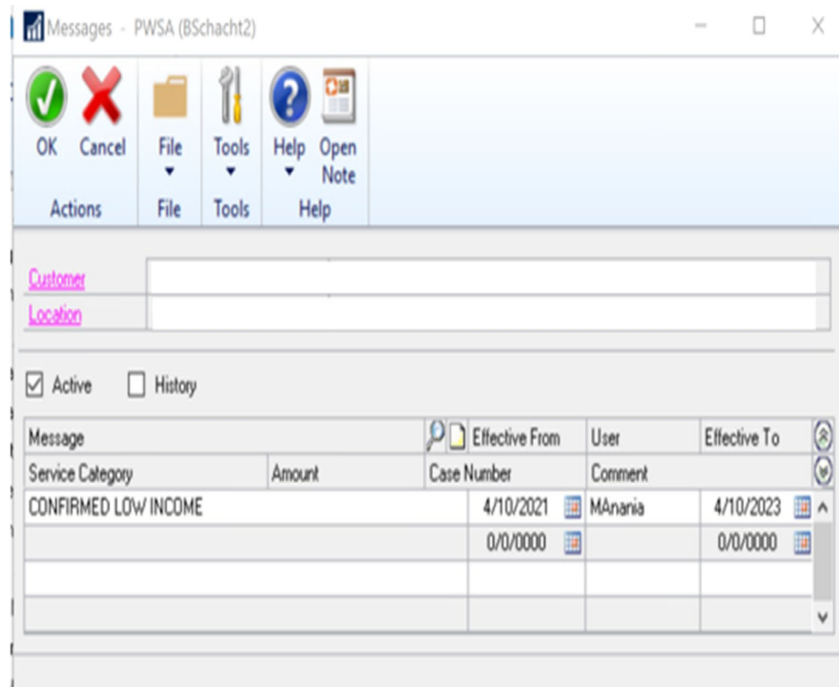 Messages - PWSA (BSchacht2)
OK Cancel File Tools Help Open Note
Actions File Tools Help
Customer
Location
Active History
Message Effective From User Effective To
Service Category Amount Case Number Comment
CONFIRMED LOW INCOME 4/10/2021 MAnania 4/10/2023
0/0/0000 0/0/0000